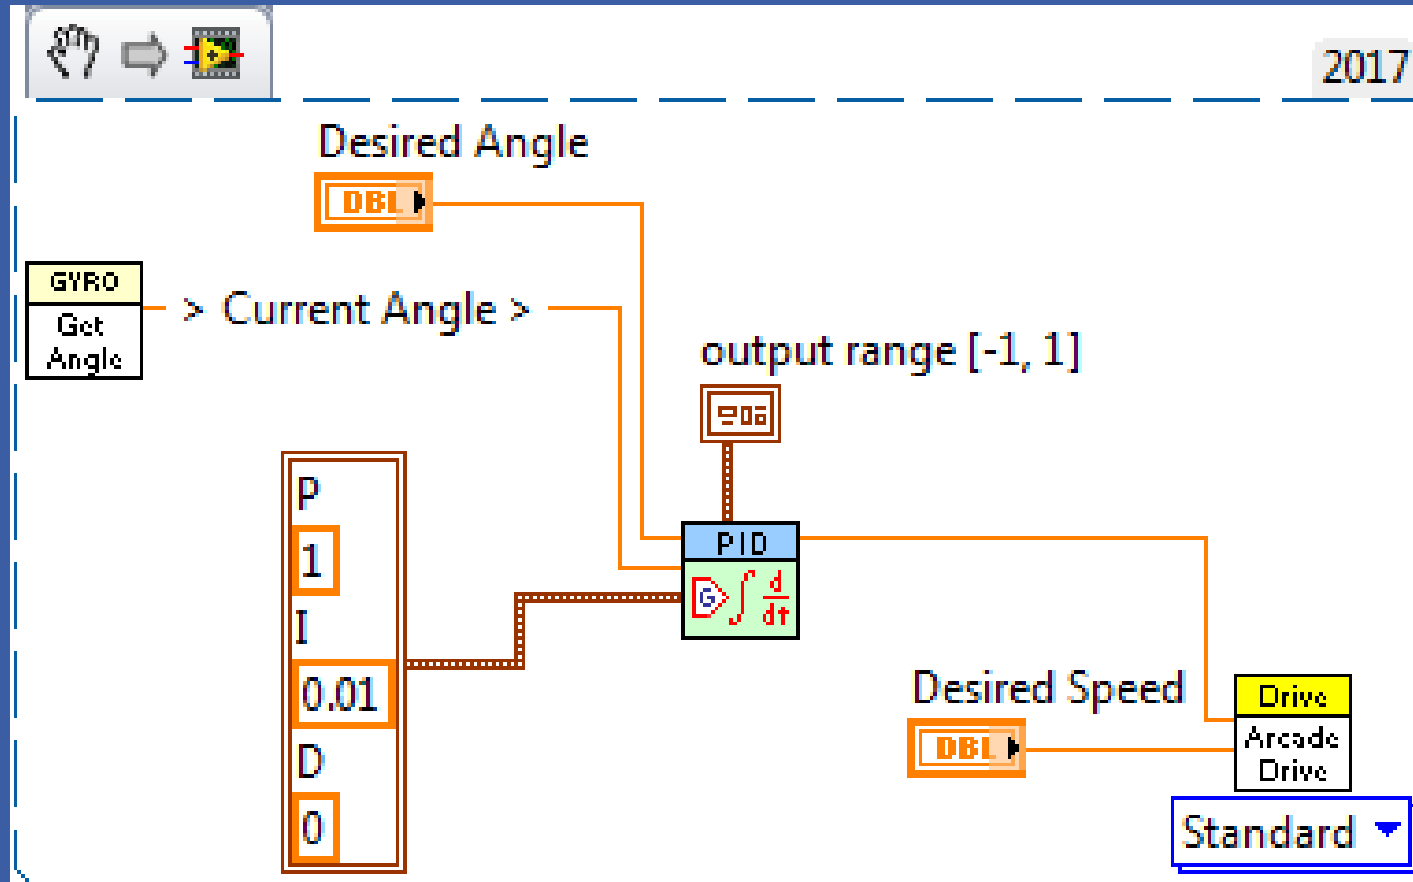 2017
Desired Angle
DBL
GYRO
Get
Angle
> Current Angle >
output range [-1, 1]
P
1
I
0.01
D
0
PID
G ∫ d
dt
Desired Speed
DBL
Drive
Arcade
Drive
Standard